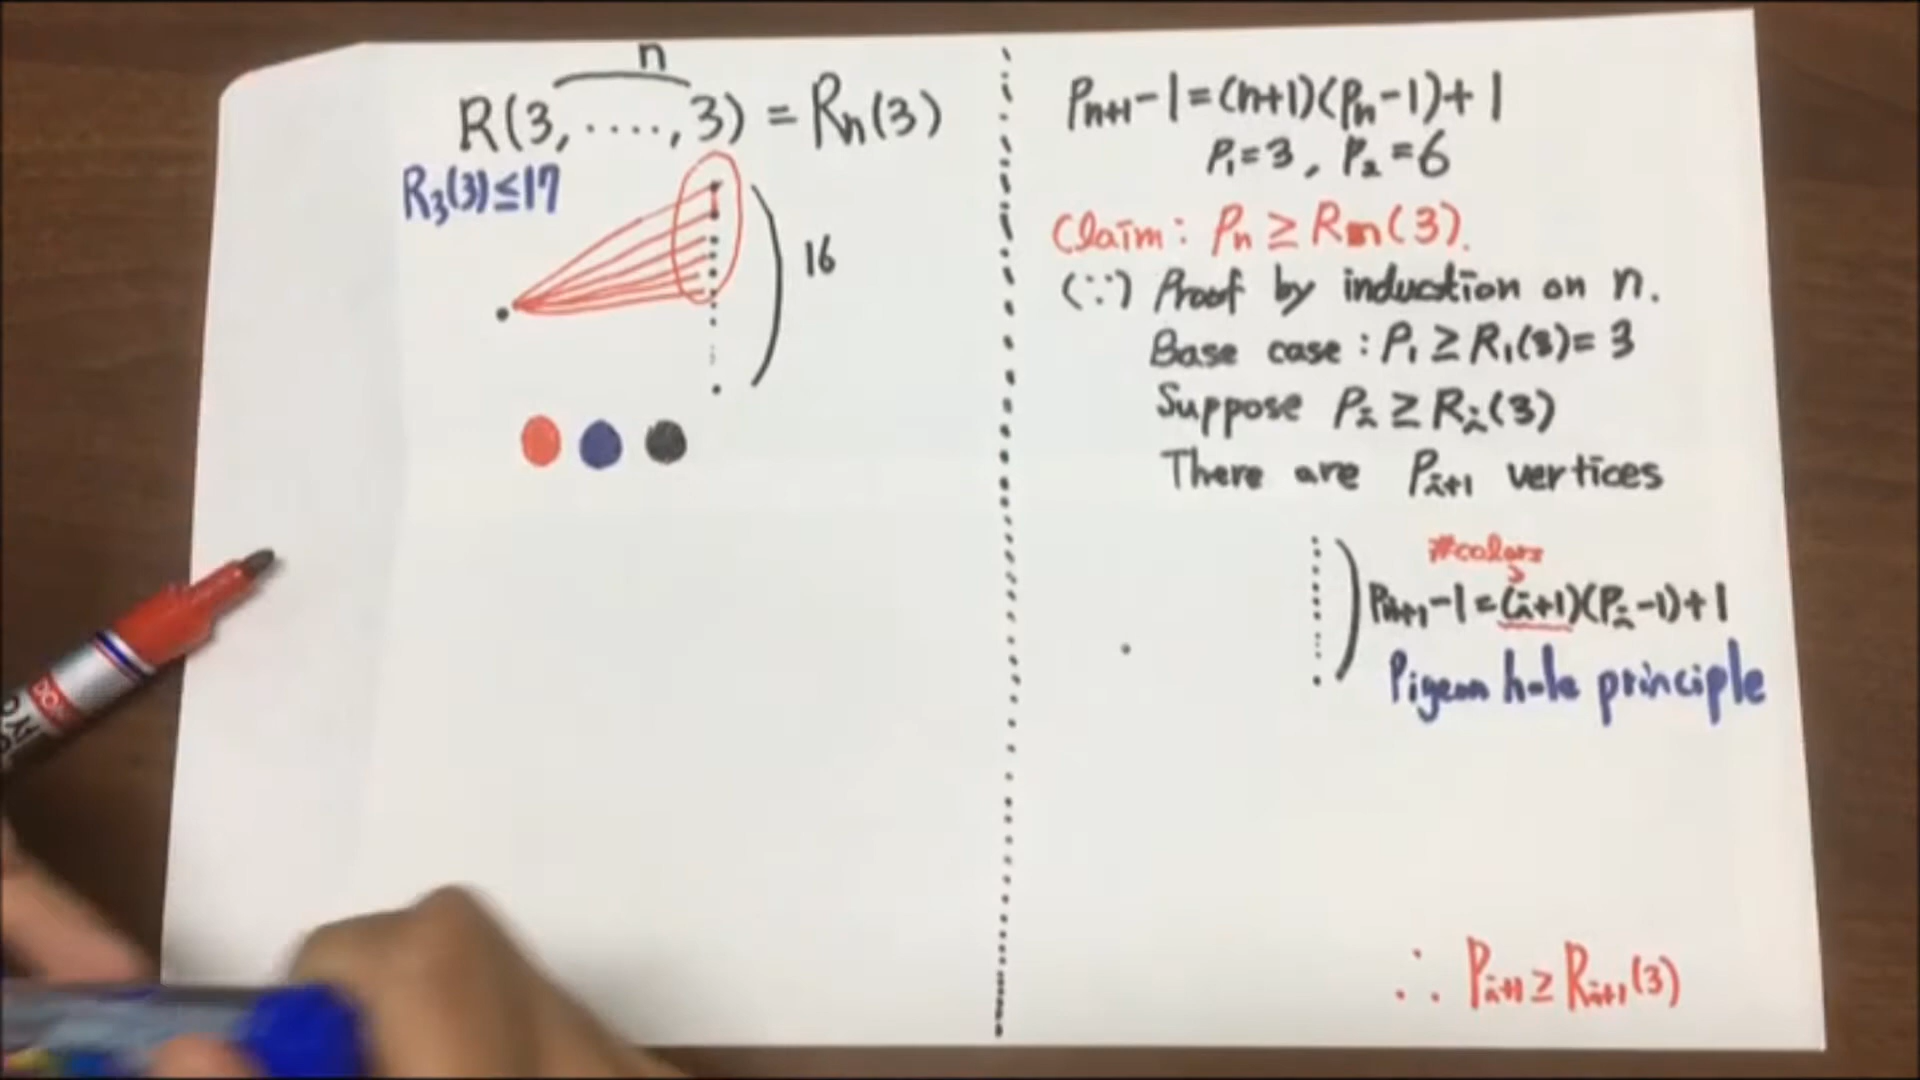 n
R(3, ....., 3) = Rn(3)
R₃(3) ≤ 17
16
Pn+1 - 1 = (n+1)(Pn - 1) + 1
P₁ = 3, P₂ = 6
Claim : Pn ≥ Rn(3).
(∵) Proof by induction on n.
Base case : P₁ ≥ R₁(3) = 3
Suppose Pi ≥ Ri(3)
There are Pi+1 vertices
#colors
Pi+1 - 1 = (i+1)(Pi - 1) + 1
Pigeon hole principle
∴ Pi+1 ≥ Ri+1(3)